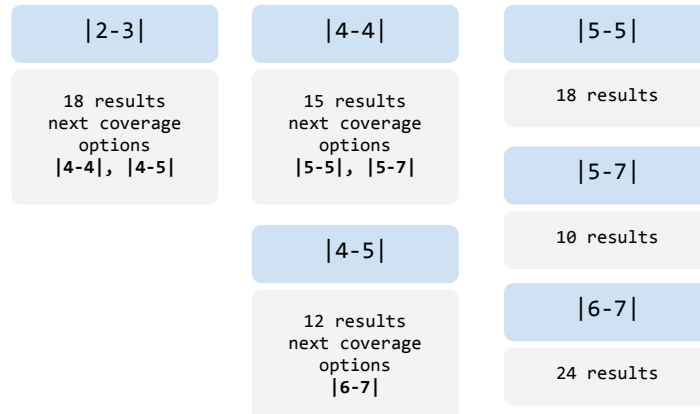 |2-3|
18 results
next coverage
options
|4-4|, |4-5|
|4-4|
15 results
next coverage
options
|5-5|, |5-7|
|4-5|
12 results
next coverage
options
|6-7|
|5-5|
18 results
|5-7|
10 results
|6-7|
24 results